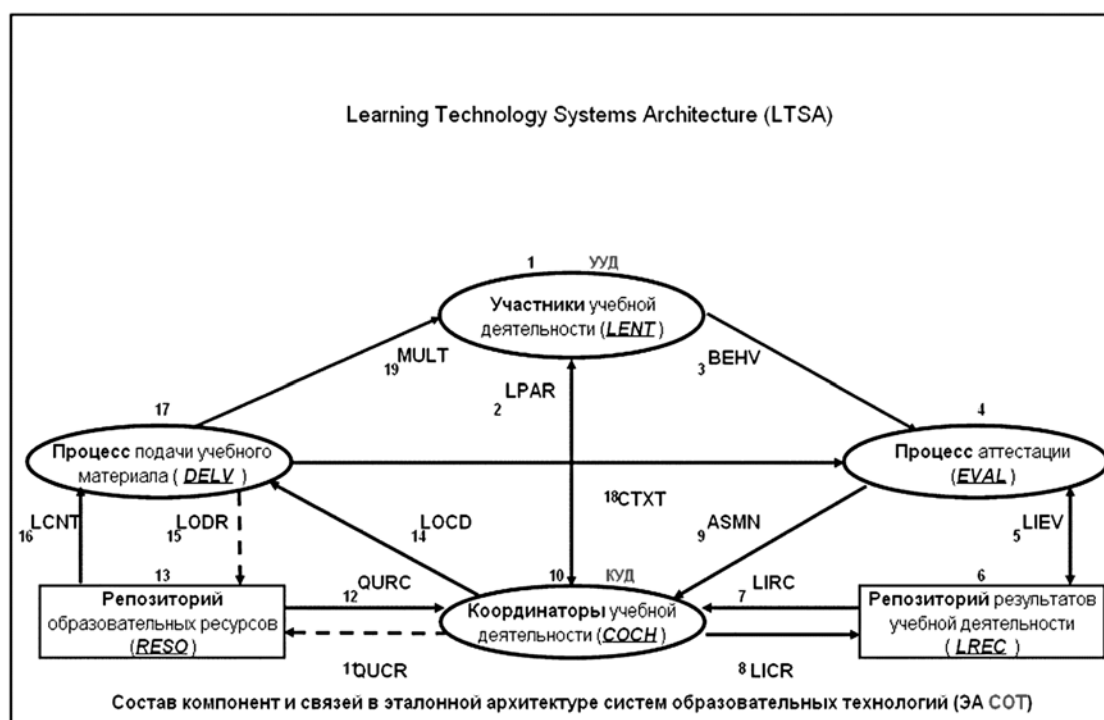 Learning Technology Systems Architecture (LTSA)
1 УУД
Участники учебной
деятельности (LENT)
19 MULT
2 LPAR
3 BEHV
17
Процесс подачи учебного
материала ( DELV )
4
Процесс аттестации
(EVAL)
18 CTXT
16 LCNT
15 LODR
14 LOCD
9 ASMN
5 LIEV
13
Репозиторий
образовательных ресурсов
(RESO)
12 QURC
10 КУД
Координаторы учебной
деятельности (COCH)
7 LIRC
6
Репозиторий результатов
учебной деятельности
( LREC )
11 QUCR
8 LICR
Состав компонент и связей в эталонной архитектуре систем образовательных технологий (ЭА СОТ)